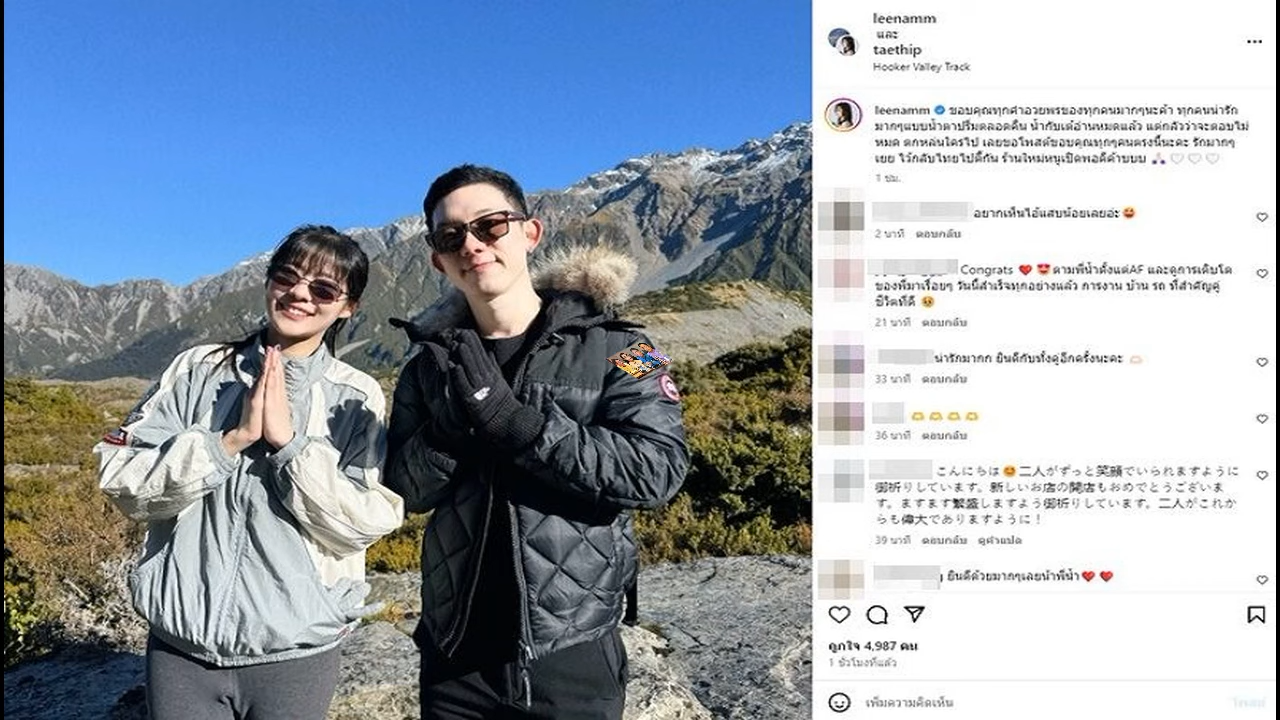 leenamm
และ
taethip
Hooker Valley Track
leenamm ขอบคุณทุกคำอวยพรของทุกคนมากๆนะค้า ทุกคนน่ารัก
มากๆแบบน้ำตาปริ่มตลอดคืน น้ำกับเต้อ่านหมดแล้ว แต่กลัวว่าจะตอบไม่
หมด ตกหล่นใครไป เลยขอโพสต์ขอบคุณทุกๆคนตรงนี้นะคะ รักมากๆ
เยย ไว้กลับไทยไปตี้กัน ร้านใหม่หนูเปิดพอดีค้าบบบ 🙏🏻 🤍 🤍 🤍
1 ชม.
อยากเห็นไอ้แสบน้อยเลยอ่ะ 🤩
2 นาที ตอบกลับ
Congrats ❤️ 😍ตามพี่น้ำตั้งแต่AF และดูการเติบโต
ของพี่มาเรื่อยๆ วันนี้สำเร็จทุกอย่างแล้ว การงาน บ้าน รถ ที่สำคัญคู่
ชีวิตที่ดี 🥹
21 นาที ตอบกลับ
น่ารักมากก ยินดีกับทั้งคู่อีกครั้งนะคะ 🫶🏻
33 นาที ตอบกลับ
🫶 🫶 🫶 🫶
36 นาที ตอบกลับ
こんにちは☺️二人がずっと笑顔でいられますように
御祈りしています。新しいお店の開店もおめでとうございま
す。ますます繁盛しますよう御祈りしています。二人がこれか
らも偉大でありますように！
39 นาที ตอบกลับ ดูคำแปล
ยินดีด้วยมากๆเลยน้าพี่น้ำ❤️ ❤️
ถูกใจ 4,987 คน
1 ชั่วโมงที่แล้ว
เพิ่มความคิดเห็น
โพสต์